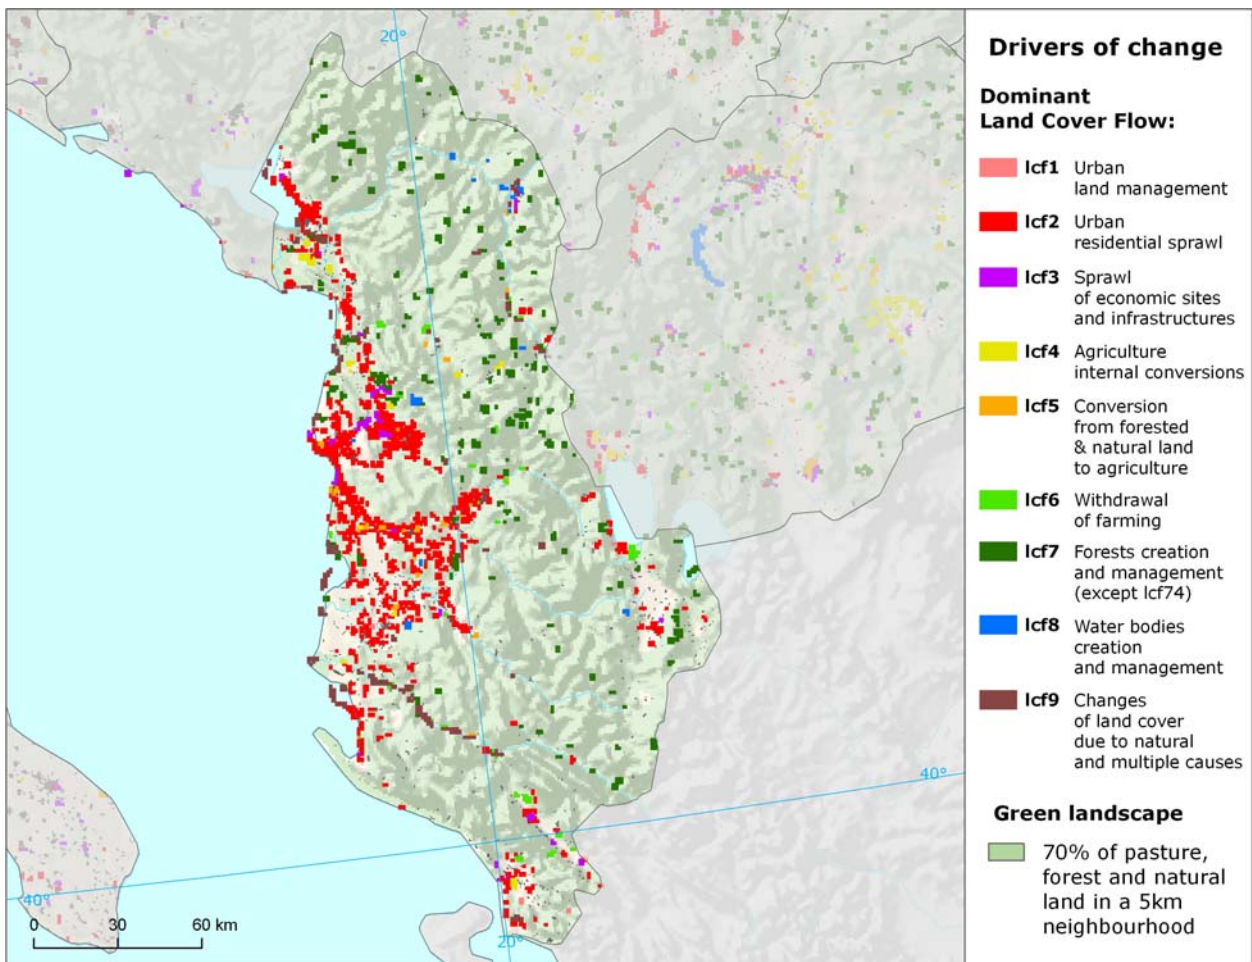 20°
40°
40°
20°
0 30 60 km
Drivers of change
Dominant
Land Cover Flow:
lcf1 Urban
land management
lcf2 Urban
residential sprawl
lcf3 Sprawl
of economic sites
and infrastructures
lcf4 Agriculture
internal conversions
lcf5 Conversion
from forested
& natural land
to agriculture
lcf6 Withdrawal
of farming
lcf7 Forests creation
and management
(except lcf74)
lcf8 Water bodies
creation
and management
lcf9 Changes
of land cover
due to natural
and multiple causes
Green landscape
70% of pasture,
forest and natural
land in a 5km
neighbourhood